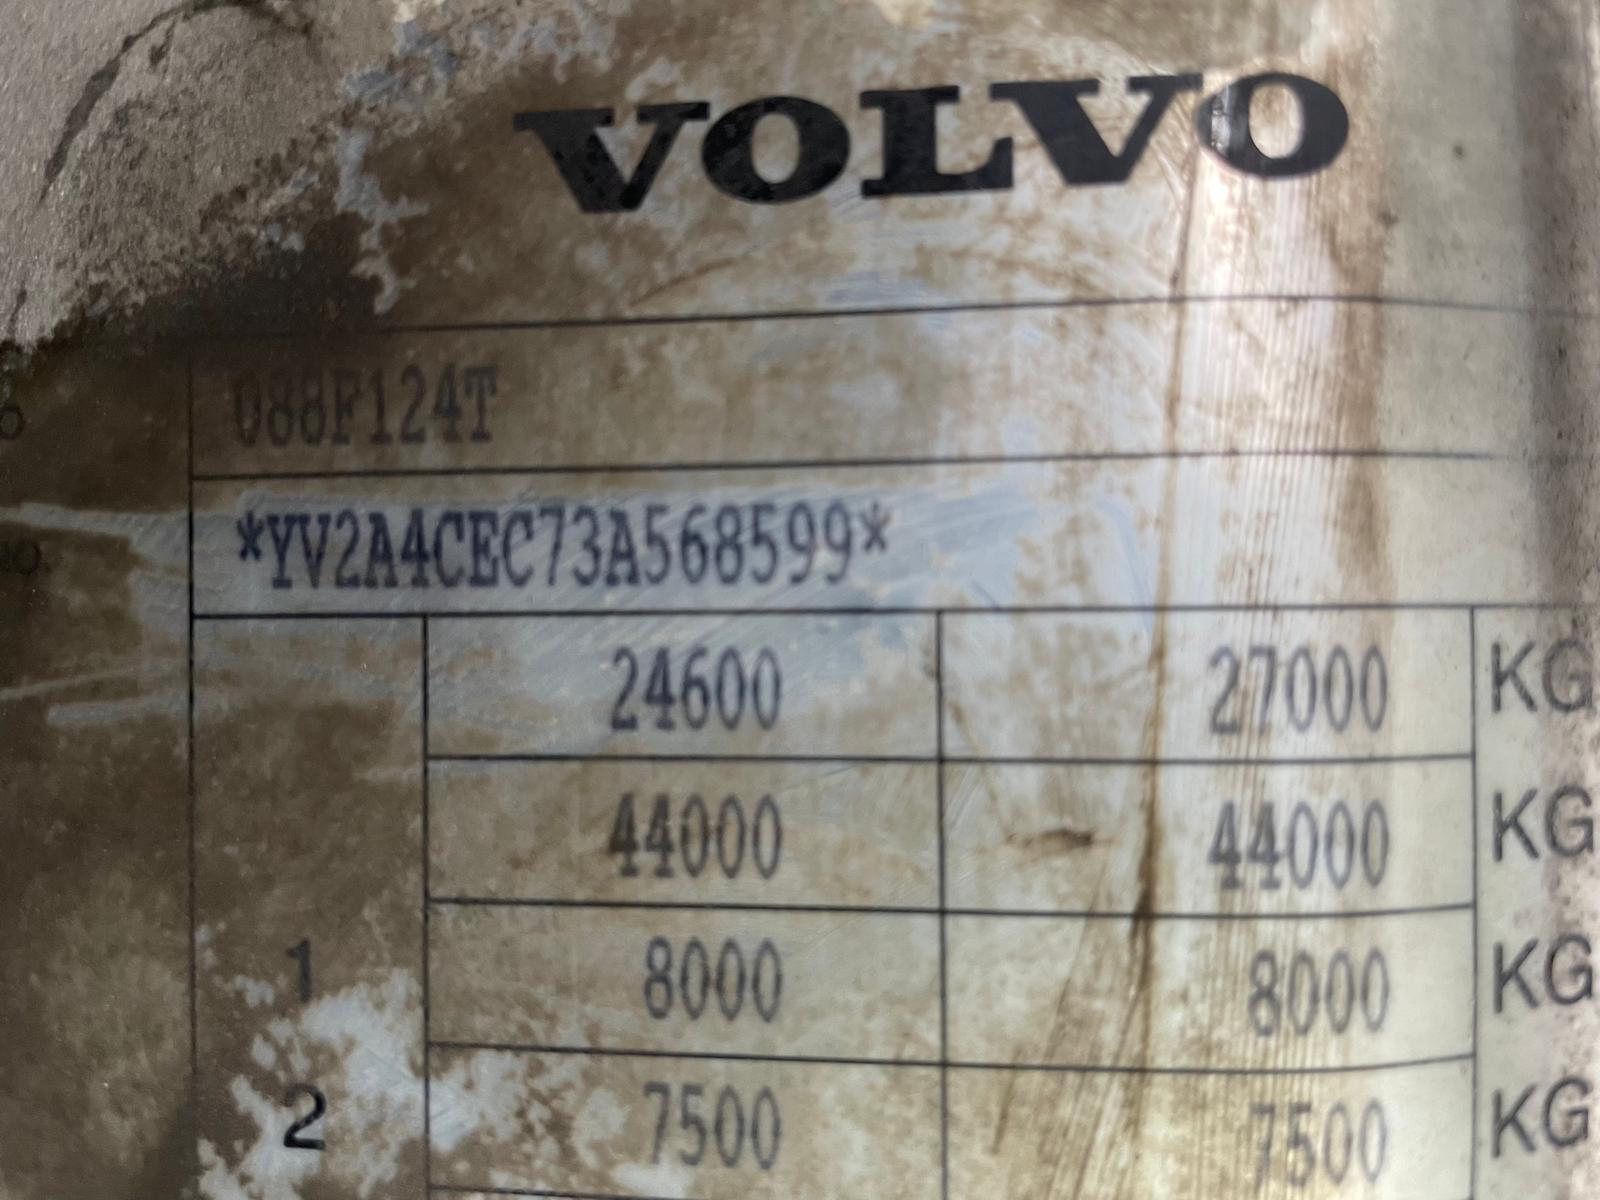 VOLVO
088F124T
*YV2A4CEC73A568599*
24600 27000 KG
44000 44000 KG
1 8000 8000 KG
2 7500 7500 KG